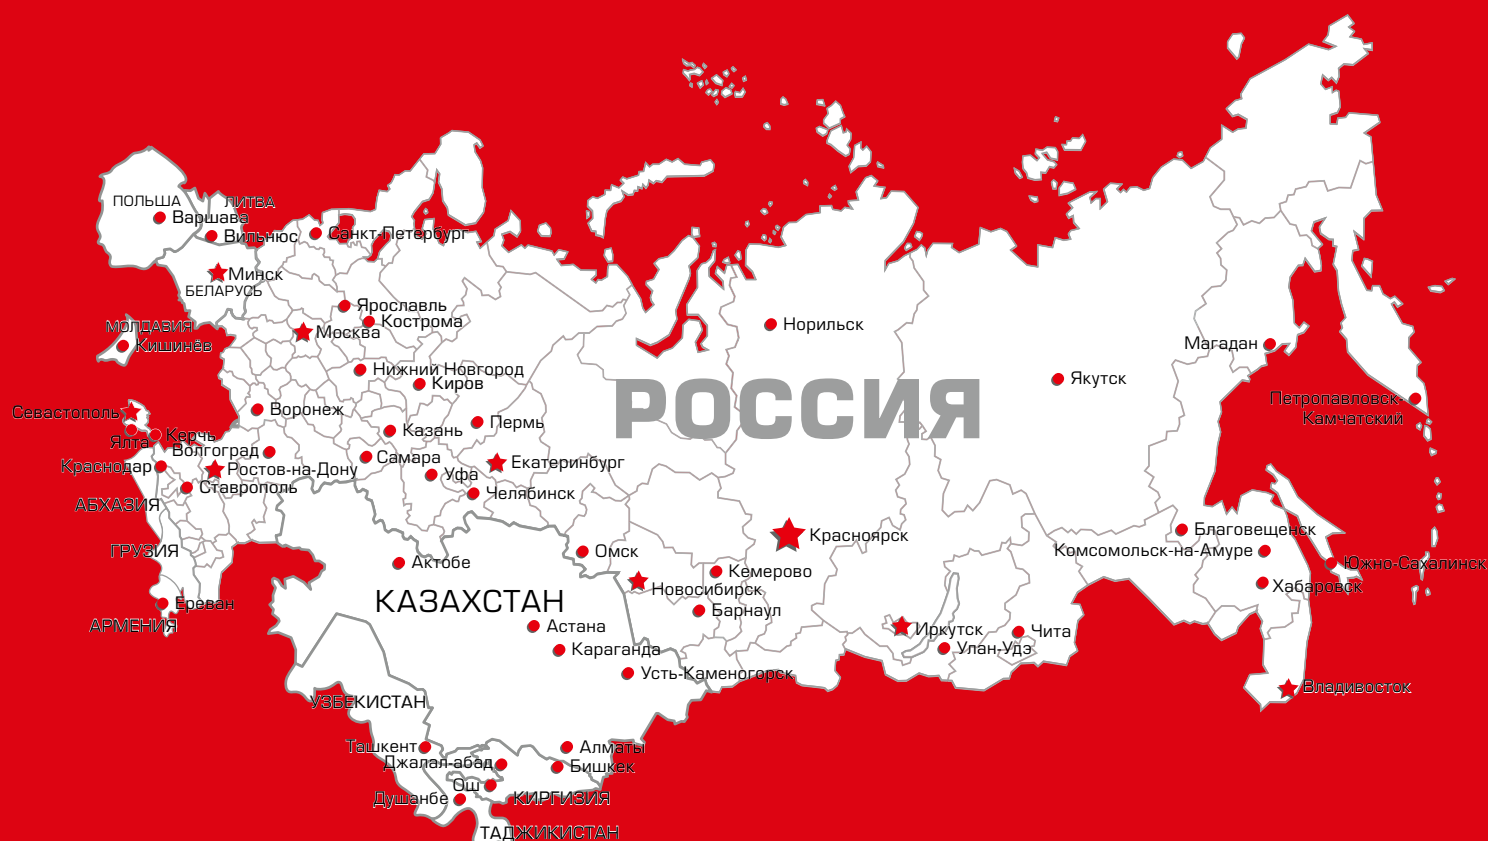 ПОЛЬША
ЛИТВА
Варшава
Вильнюс
Санкт-Петербург
Минск
БЕЛАРУСЬ
Ярославль
Кострома
МОЛДАВИЯ
Москва
Кишинёв
Норильск
Магадан
Нижний Новгород
Киров
Якутск
РОССИЯ
Петропавловск-
Камчатский
Севастополь
Воронеж
Ялта
Керчь
Казань
Пермь
Волгоград
Краснодар
Ростов-на-Дону
Самара
Екатеринбург
Уфа
Ставрополь
Челябинск
АБХАЗИЯ
Красноярск
Благовещенск
ГРУЗИЯ
Актобе
Омск
Комсомольск-на-Амуре
Южно-Сахалинск
Кемерово
Новосибирск
Хабаровск
Ереван
КАЗАХСТАН
Барнаул
АРМЕНИЯ
Астана
Иркутск
Чита
Караганда
Улан-Удэ
Усть-Каменогорск
Владивосток
УЗБЕКИСТАН
Ташкент
Алматы
Джалал-абад
Бишкек
Ош
Душанбе
КИРГИЗИЯ
ТАДЖИКИСТАН